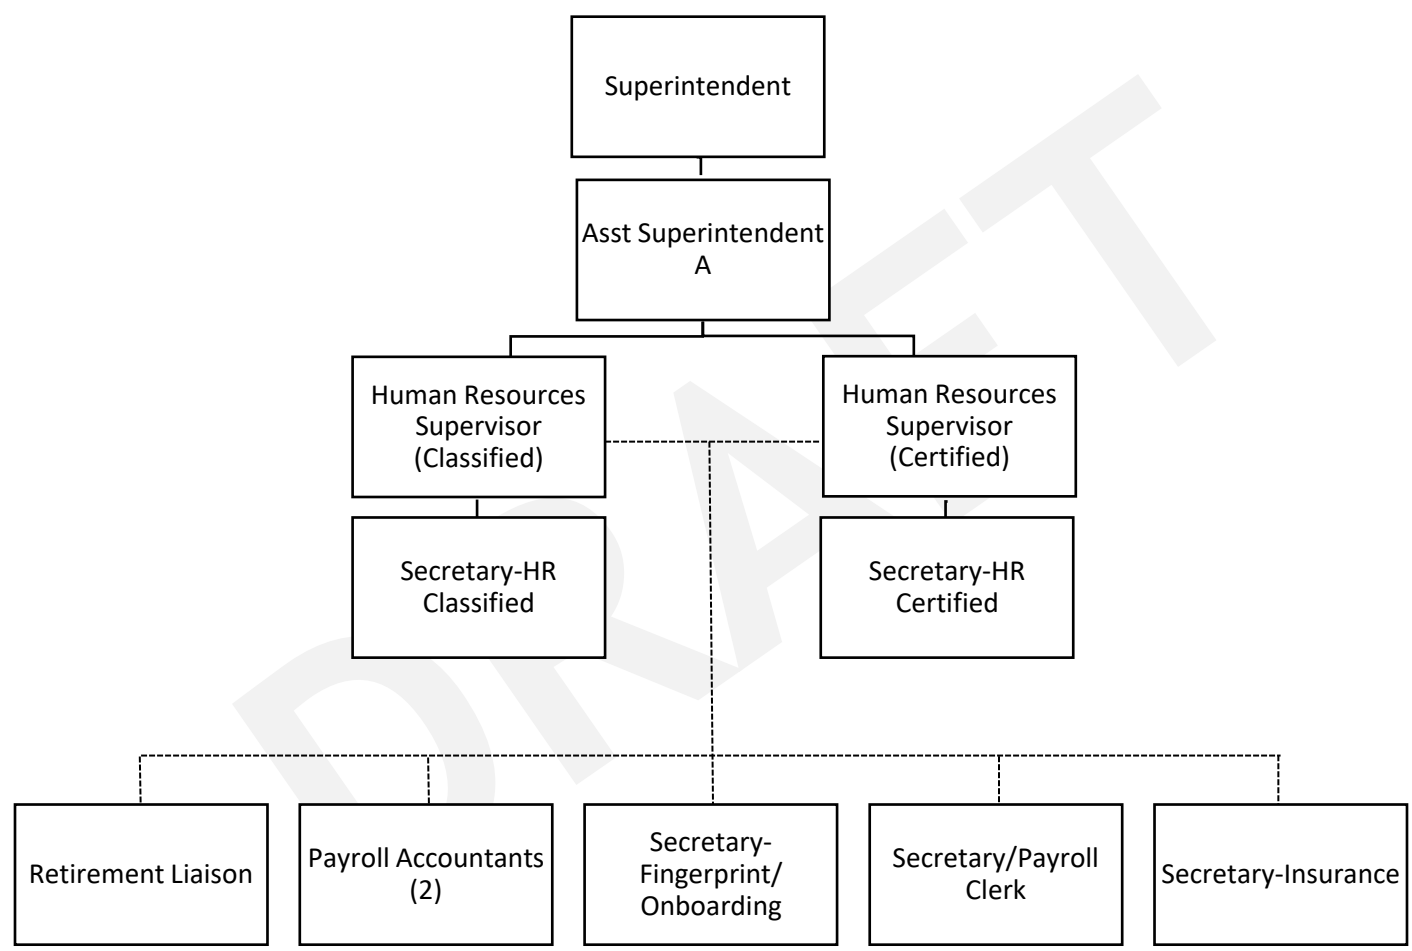 Superintendent
Asst Superintendent
A
Human Resources
Supervisor
(Classified)
Human Resources
Supervisor
(Certified)
Secretary-HR
Classified
Secretary-HR
Certified
Retirement Liaison
Payroll Accountants
(2)
Secretary-
Fingerprint/
Onboarding
Secretary/Payroll
Clerk
Secretary-Insurance
DRAFT